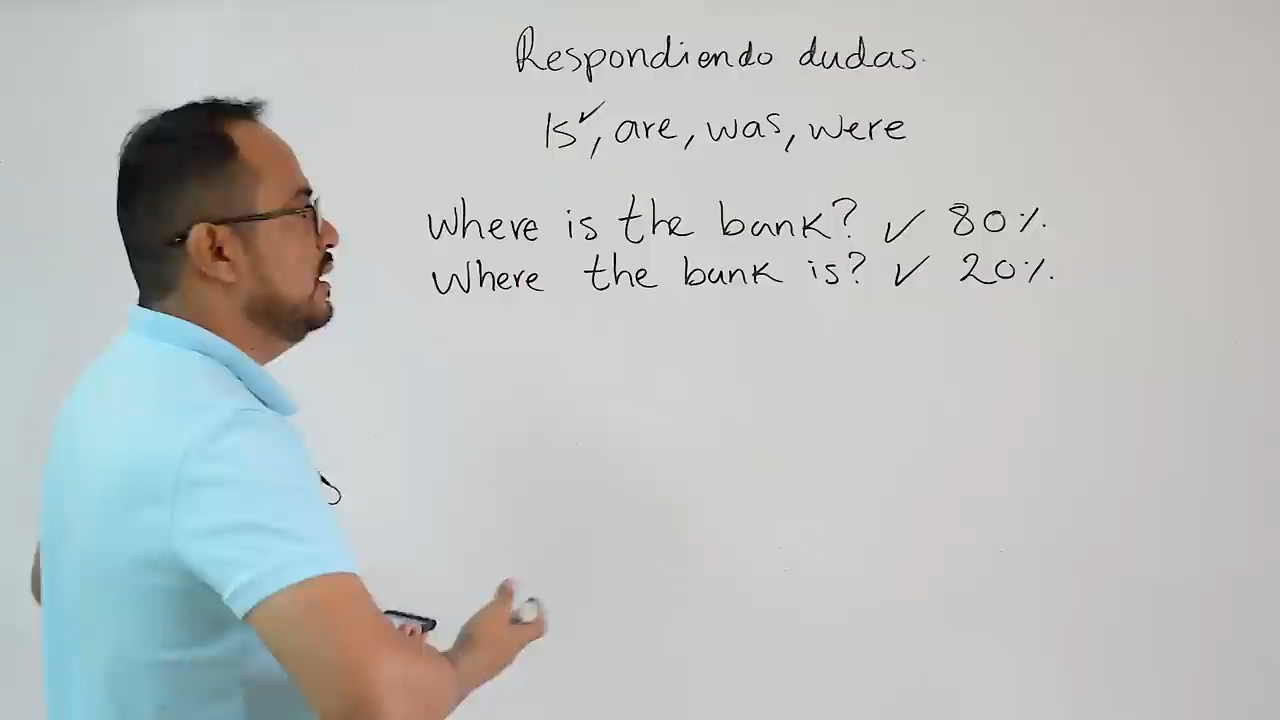 Respondiendo dudas.
Is✓, are, was, were
Where is the bank? ✓ 80%.
Where the bank is? ✓ 20%.